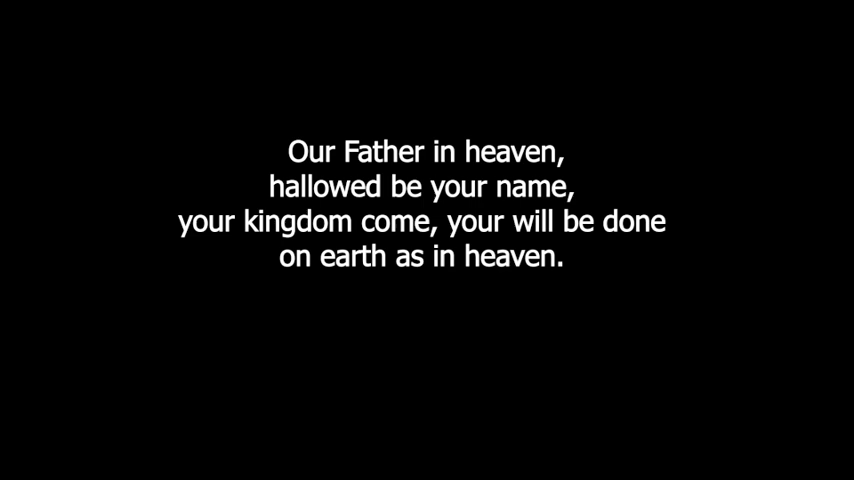 Our Father in heaven,
hallowed be your name,
your kingdom come, your will be done
on earth as in heaven.